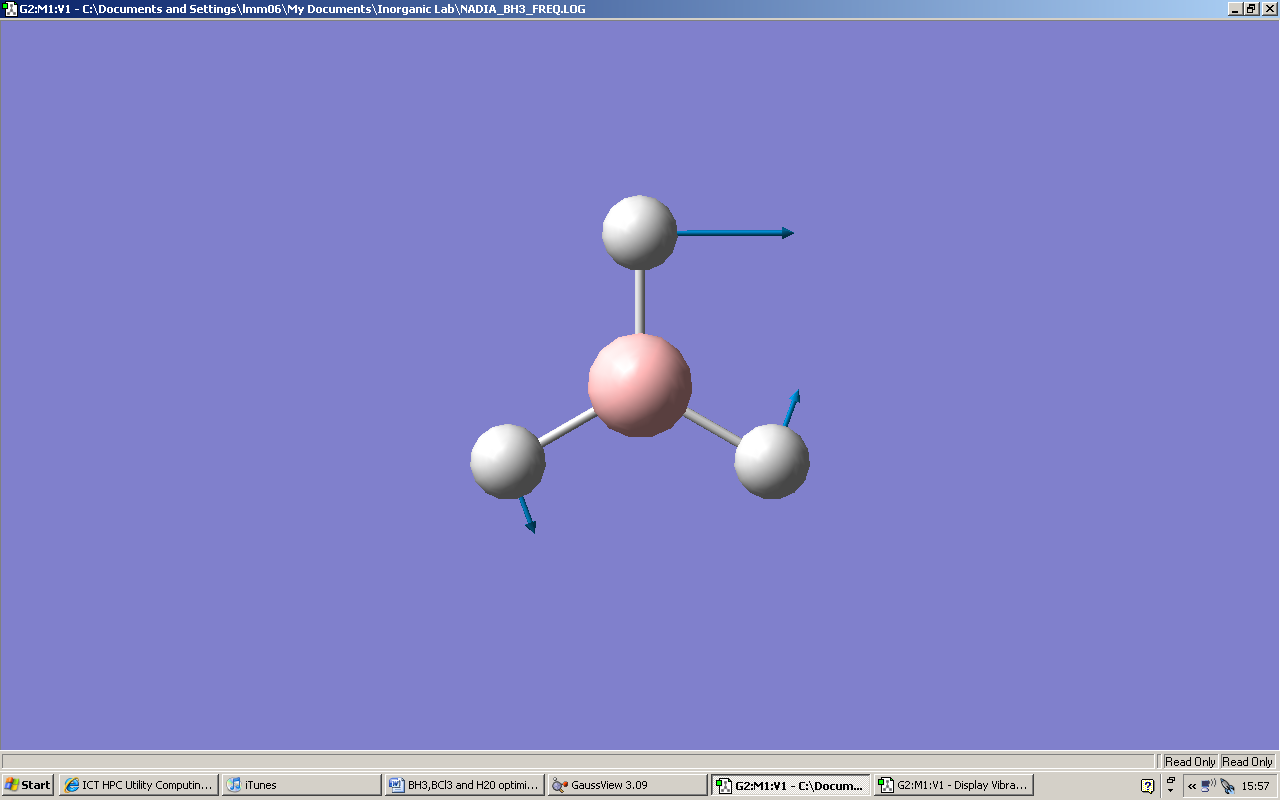 G2:M1:V1 - C:\Documents and Settings\lmm06\My Documents\Inorganic Lab\NADIA_BH3_FREQ.LOG
Read Only Read Only
Start ICT HPC Utility Computin... iTunes BH3,BCl3 and H20 optimi... GaussView 3.09 G2:M1:V1 - C:\Docum... G2:M1:V1 - Display Vibra... 15:57